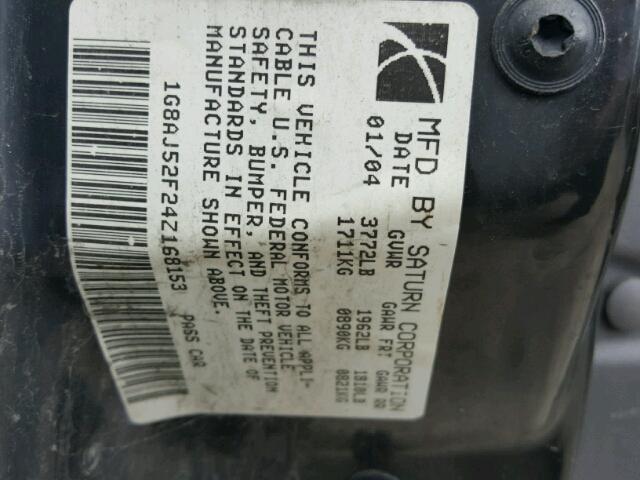 MFD BY SATURN CORPORATION
DATE GVWR GAWR FRT GAWR RR
01/04 3772LB 1962LB 1810LB
1711KG 0890KG 0821KG
THIS VEHICLE CONFORMS TO ALL APPLI-
CABLE U.S. FEDERAL MOTOR VEHICLE
SAFETY, BUMPER, AND THEFT PREVENTION
STANDARDS IN EFFECT ON THE DATE OF
MANUFACTURE SHOWN ABOVE.
1G8AJ52F24Z168153 PASS CAR